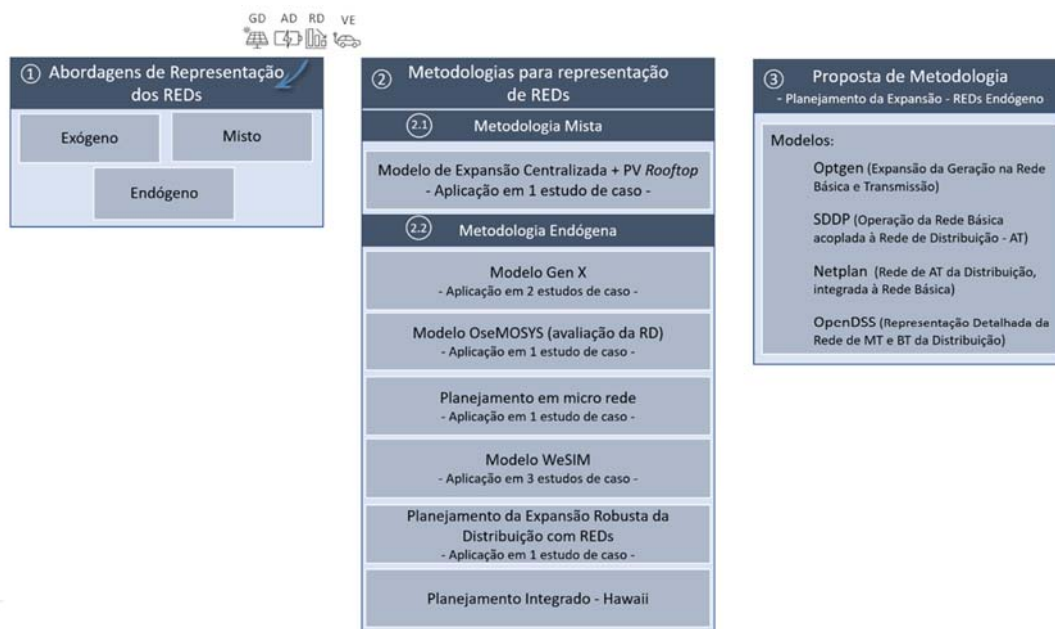 GD AD RD VE
1 Abordagens de Representação
dos REDs
Exógeno
Misto
Endógeno
2 Metodologias para representação
de REDs
2.1 Metodologia Mista
Modelo de Expansão Centralizada + PV Rooftop
- Aplicação em 1 estudo de caso -
2.2 Metodologia Endógena
Modelo Gen X
- Aplicação em 2 estudos de caso -
Modelo OseMOSYS (avaliação da RD)
- Aplicação em 1 estudo de caso -
Planejamento em micro rede
- Aplicação em 1 estudo de caso -
Modelo WeSIM
- Aplicação em 3 estudos de caso -
Planejamento da Expansão Robusta da
Distribuição com REDs
- Aplicação em 1 estudo de caso -
Planejamento Integrado - Hawaii
3 Proposta de Metodologia
- Planejamento da Expansão - REDs Endógeno
Modelos:
Optgen (Expansão da Geração na Rede
Básica e Transmissão)
SDDP (Operação da Rede Básica
acoplada à Rede de Distribuição - AT)
Netplan (Rede de AT da Distribuição,
integrada à Rede Básica)
OpenDSS (Representação Detalhada da
Rede de MT e BT da Distribuição)